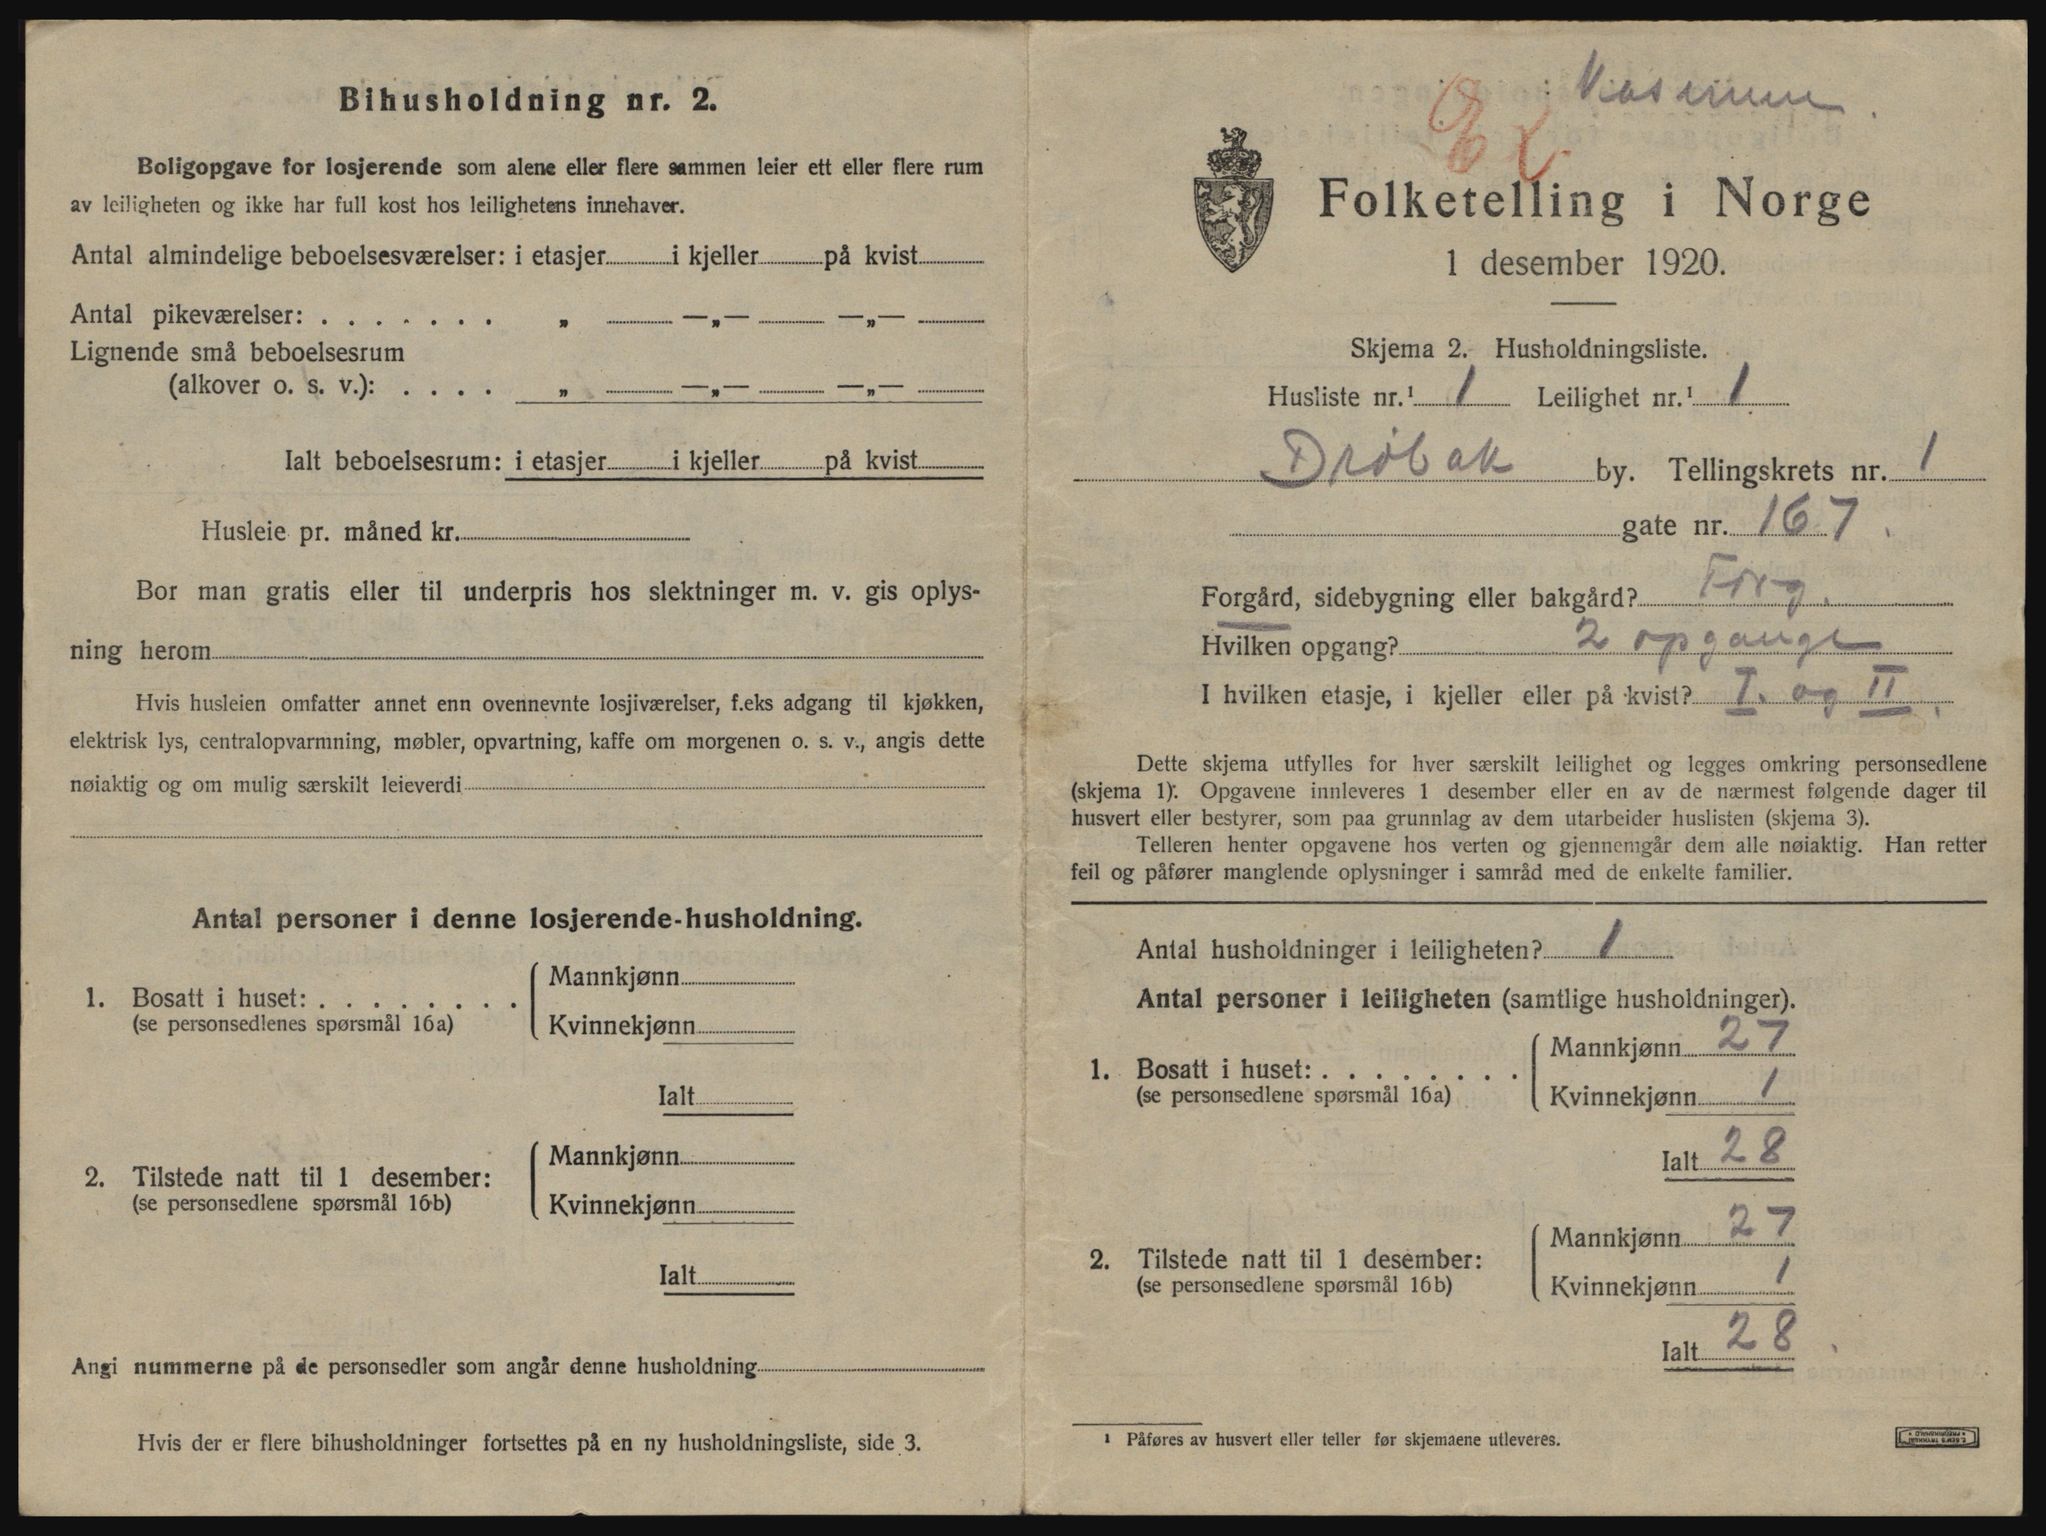 Bihusholdning nr. 2.
Boligopgave for losjerende som alene eller flere sammen leier ett eller flere rum
av leiligheten og ikke har full kost hos leilighetens innehaver.
Antal almindelige beboelsesværelser: i etasjer i kjeller på kvist
Antal pikeværelser: . . . . . . . „ —„— —„—
Lignende små beboelsesrum
(alkover o. s. v.): . . . . „ —„— —„—
Ialt beboelsesrum: i etasjer i kjeller på kvist
Husleie pr. måned kr.
Bor man gratis eller til underpris hos slektninger m. v. gis oplys-
ning herom
Hvis husleien omfatter annet enn ovennevnte losjiværelser, f.eks adgang til kjøkken,
elektrisk lys, centralopvarmning, møbler, opvartning, kaffe om morgenen o. s. v., angis dette
nøiaktig og om mulig særskilt leieverdi
Antal personer i denne losjerende-husholdning.
1. Bosatt i huset: . . . . . . . .
(se personsedlenes spørsmål 16a)
Mannkjønn
Kvinnekjønn
Ialt
2. Tilstede natt til 1 desember:
(se personsedlene spørsmål 16b)
Mannkjønn
Kvinnekjønn
Ialt
Angi nummerne på de personsedler som angår denne husholdning
Hvis der er flere bihusholdninger fortsettes på en ny husholdningsliste, side 3.
Folketelling i Norge
1 desember 1920.
Skjema 2. Husholdningsliste.
Husliste nr.¹ 1 Leilighet nr.¹ 1
Drøbak by. Tellingskrets nr. 1
gate nr. 167.
Forgård, sidebygning eller bakgård? Forg.
Hvilken opgang? 2 opgange
I hvilken etasje, i kjeller eller på kvist? I. og II.
Dette skjema utfylles for hver særskilt leilighet og legges omkring personsedlene
(skjema 1). Opgavene innleveres 1 desember eller en av de nærmest følgende dager til
husvert eller bestyrer, som paa grunnlag av dem utarbeider huslisten (skjema 3).
Telleren henter opgavene hos verten og gjennemgår dem alle nøiaktig. Han retter
feil og påfører manglende oplysninger i samråd med de enkelte familier.
Antal husholdninger i leiligheten? 1
Antal personer i leiligheten (samtlige husholdninger).
1. Bosatt i huset: . . . . . . . .
(se personsedlene spørsmål 16a)
Mannkjønn 27
Kvinnekjønn 1
Ialt 28
2. Tilstede natt til 1 desember:
(se personsedlene spørsmål 16b)
Mannkjønn 27
Kvinnekjønn 1
Ialt 28
¹ Påføres av husvert eller teller før skjemaene utleveres.